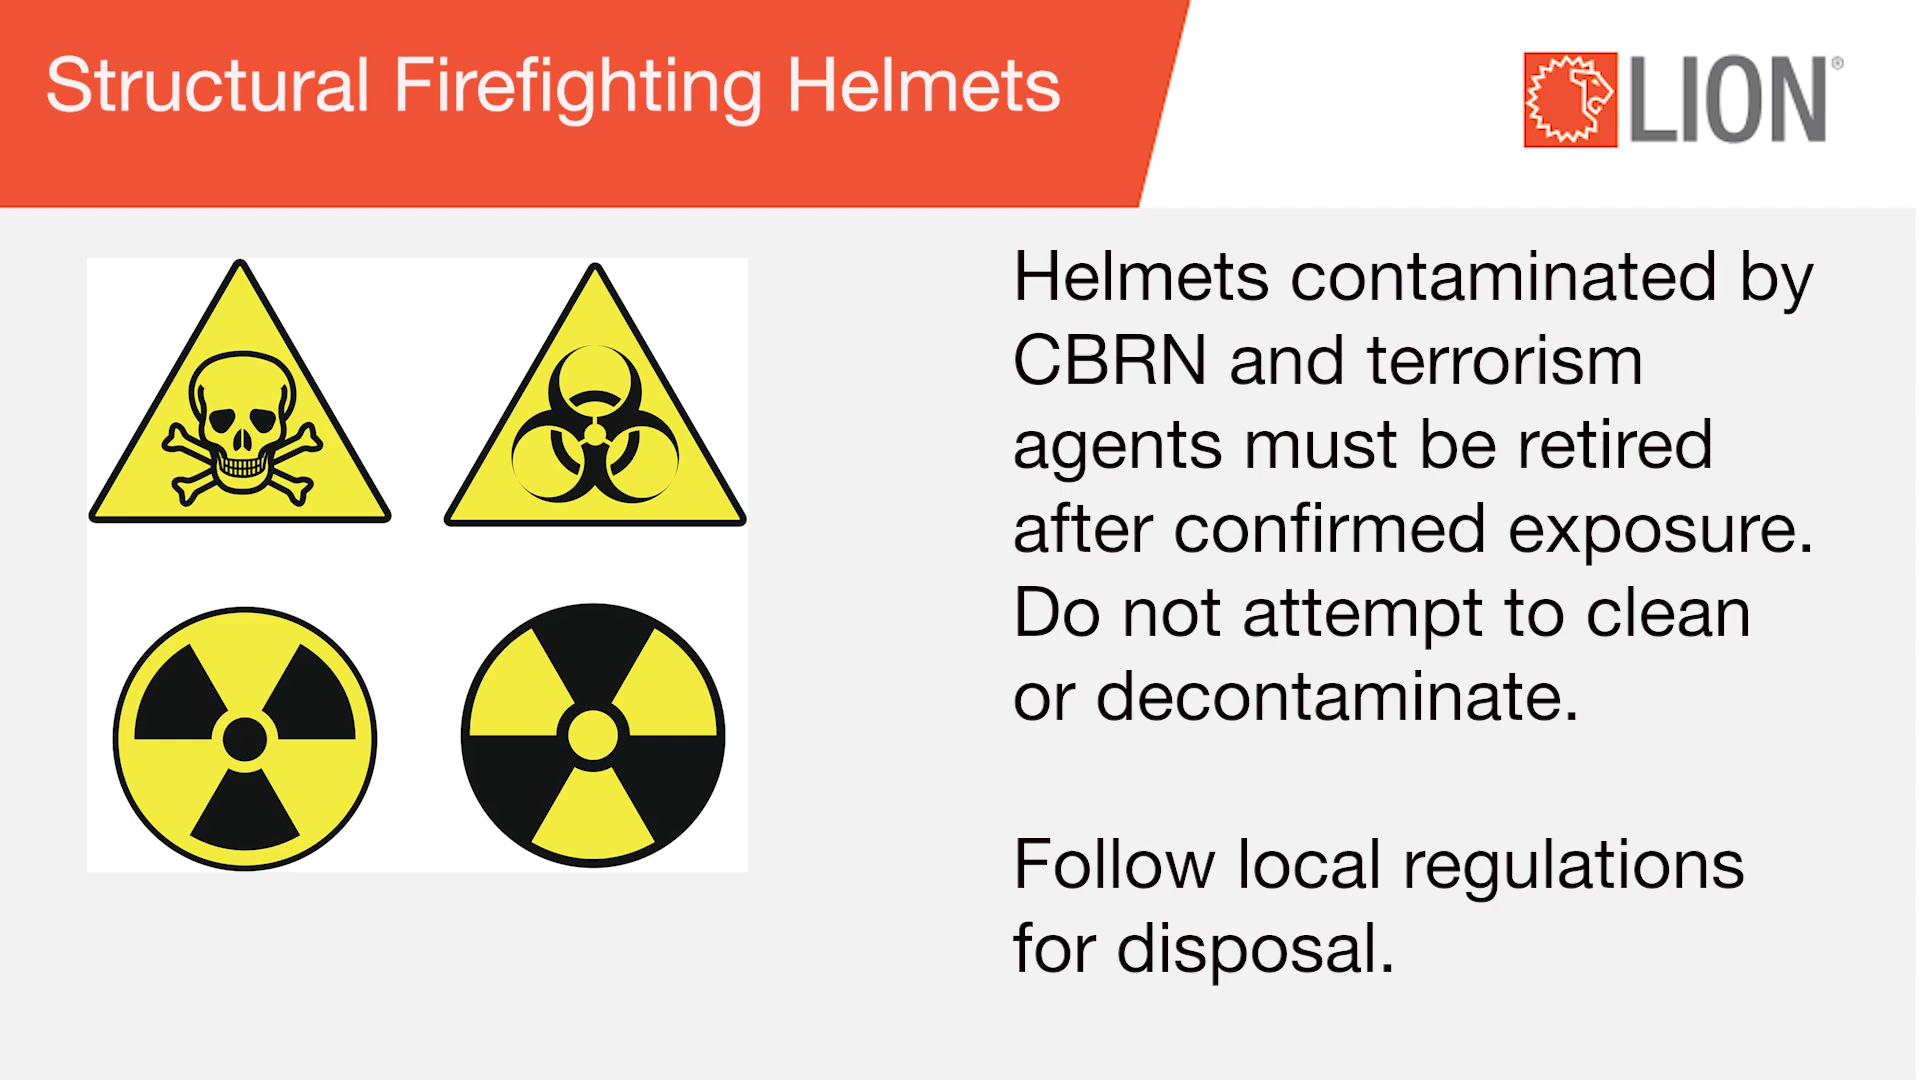 Structural Firefighting Helmets
LION®
Helmets contaminated by
CBRN and terrorism
agents must be retired
after confirmed exposure.
Do not attempt to clean
or decontaminate.
Follow local regulations
for disposal.